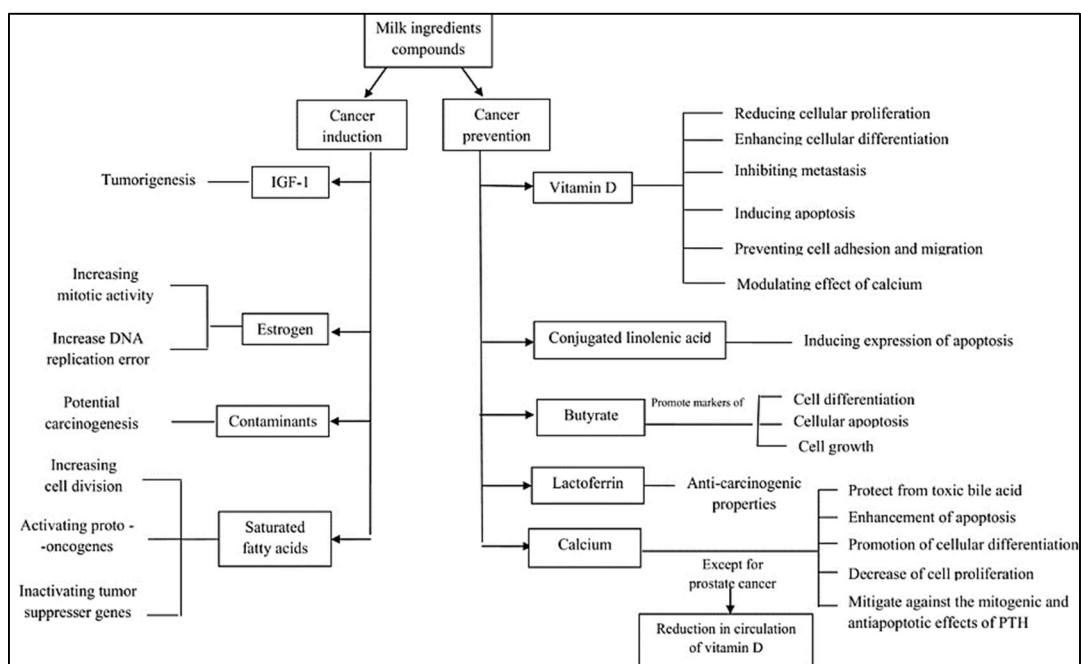 Milk ingredients
compounds
Cancer
induction
Cancer
prevention
Tumorigenesis
IGF-1
Increasing
mitotic activity
Increase DNA
replication error
Estrogen
Potential
carcinogenesis
Contaminants
Increasing
cell division
Activating proto -
-oncogenes
Inactivating tumor
suppresser genes
Saturated
fatty acids
Vitamin D
Reducing cellular proliferation
Enhancing cellular differentiation
Inhibiting metastasis
Inducing apoptosis
Preventing cell adhesion and migration
Modulating effect of calcium
Conjugated linolenic acid
Inducing expression of apoptosis
Butyrate
Promote markers of
Cell differentiation
Cellular apoptosis
Cell growth
Lactoferrin
Anti-carcinogenic
properties
Calcium
Except for
prostate cancer
Reduction in circulation
of vitamin D
Protect from toxic bile acid
Enhancement of apoptosis
Promotion of cellular differentiation
Decrease of cell proliferation
Mitigate against the mitogenic and
antiapoptotic effects of PTH